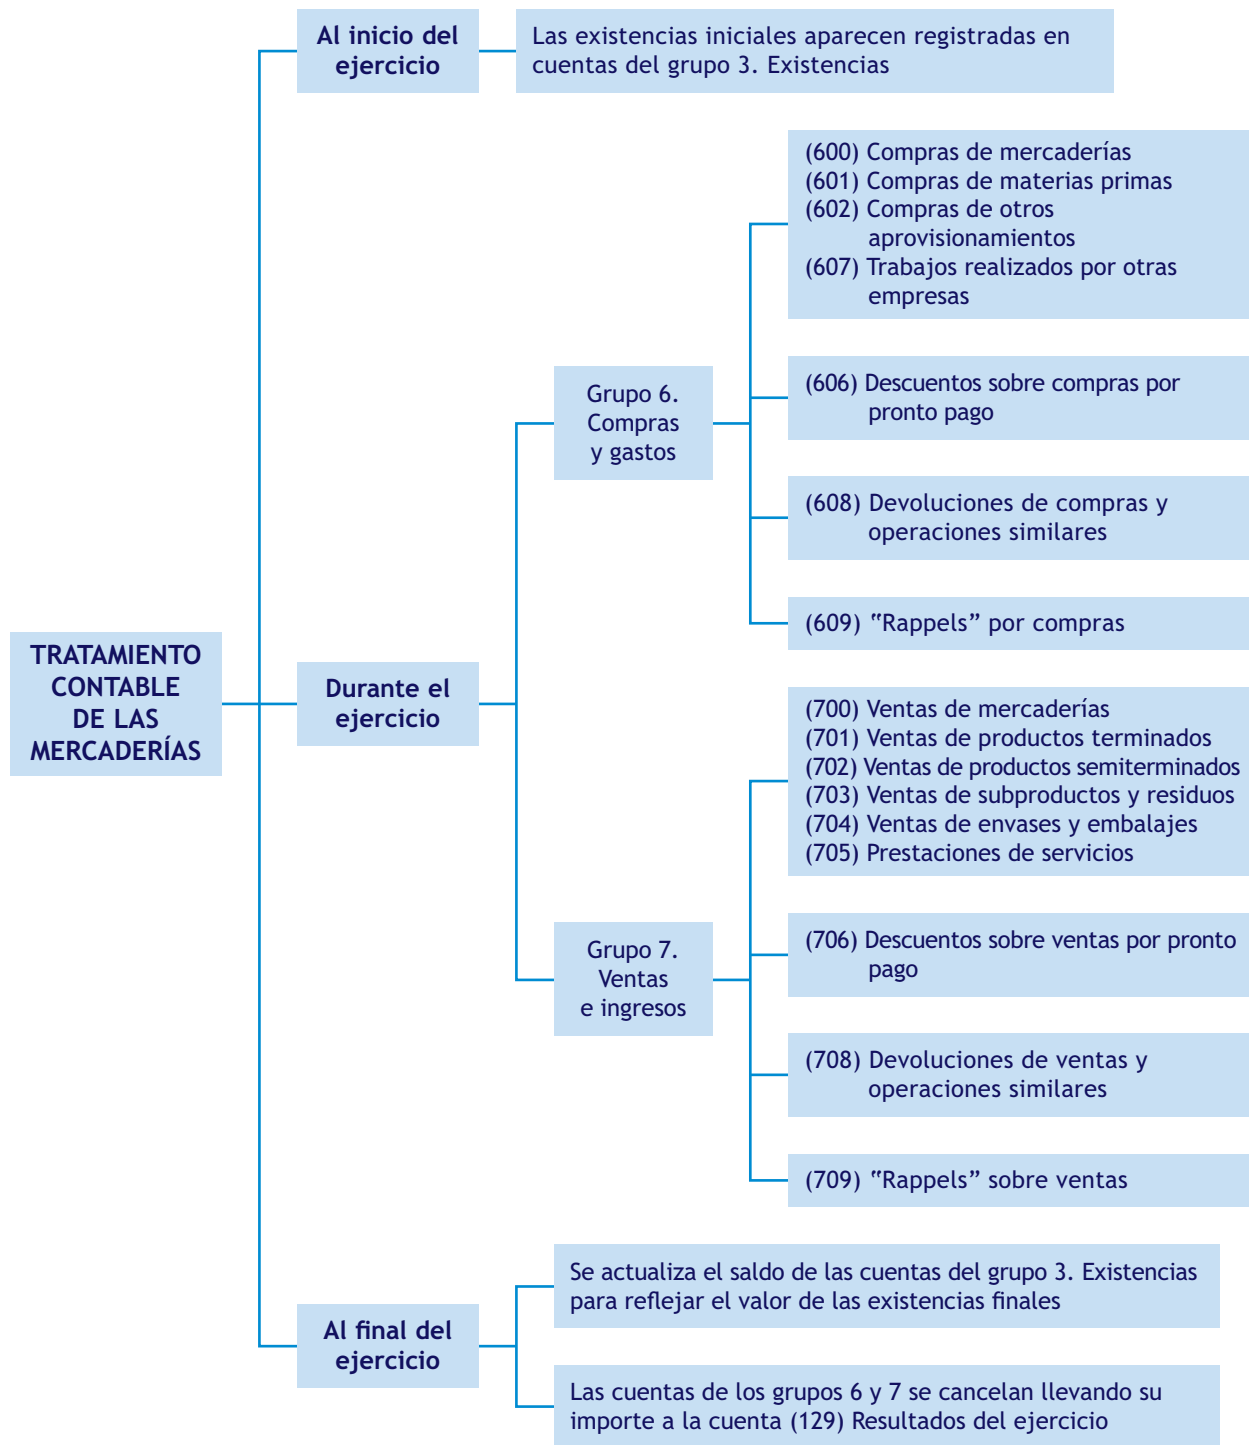 Al inicio del
ejercicio
Las existencias iniciales aparecen registradas en
cuentas del grupo 3. Existencias
(600) Compras de mercaderías
(601) Compras de materias primas
(602) Compras de otros
aprovisionamientos
(607) Trabajos realizados por otras
empresas
Grupo 6.
Compras
y gastos
(606) Descuentos sobre compras por
pronto pago
(608) Devoluciones de compras y
operaciones similares
(609) “Rappels” por compras
TRATAMIENTO
CONTABLE
DE LAS
MERCADERÍAS
Durante el
ejercicio
(700) Ventas de mercaderías
(701) Ventas de productos terminados
(702) Ventas de productos semiterminados
(703) Ventas de subproductos y residuos
(704) Ventas de envases y embalajes
(705) Prestaciones de servicios
Grupo 7.
Ventas
e ingresos
(706) Descuentos sobre ventas por pronto
pago
(708) Devoluciones de ventas y
operaciones similares
(709) “Rappels” sobre ventas
Al final del
ejercicio
Se actualiza el saldo de las cuentas del grupo 3. Existencias
para reflejar el valor de las existencias finales
Las cuentas de los grupos 6 y 7 se cancelan llevando su
importe a la cuenta (129) Resultados del ejercicio